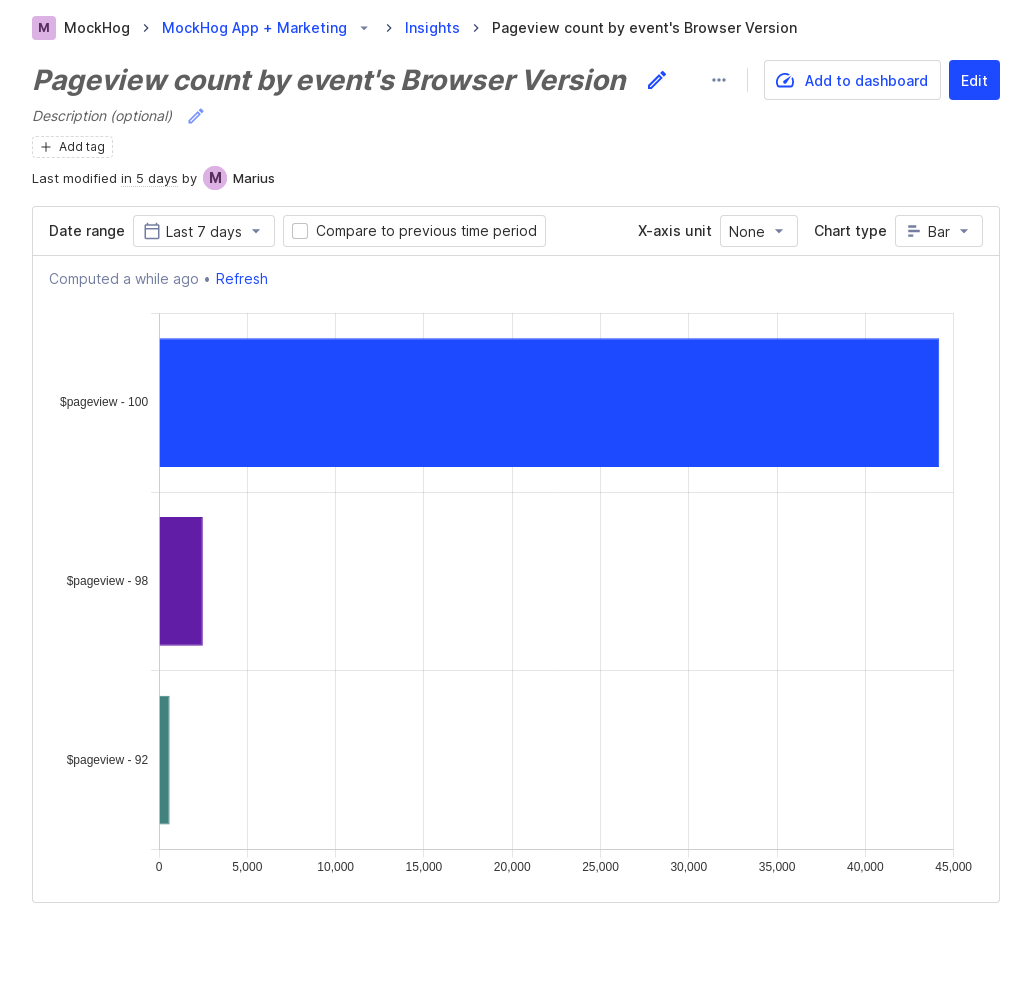 M MockHog > MockHog App + Marketing > Insights > Pageview count by event's Browser Version
Pageview count by event's Browser Version
Add to dashboard
Edit
Description (optional)
+ Add tag
Last modified in 5 days by M Marius
Date range Last 7 days Compare to previous time period X-axis unit None Chart type Bar
Computed a while ago • Refresh
$pageview - 100
$pageview - 98
$pageview - 92
0 5,000 10,000 15,000 20,000 25,000 30,000 35,000 40,000 45,000